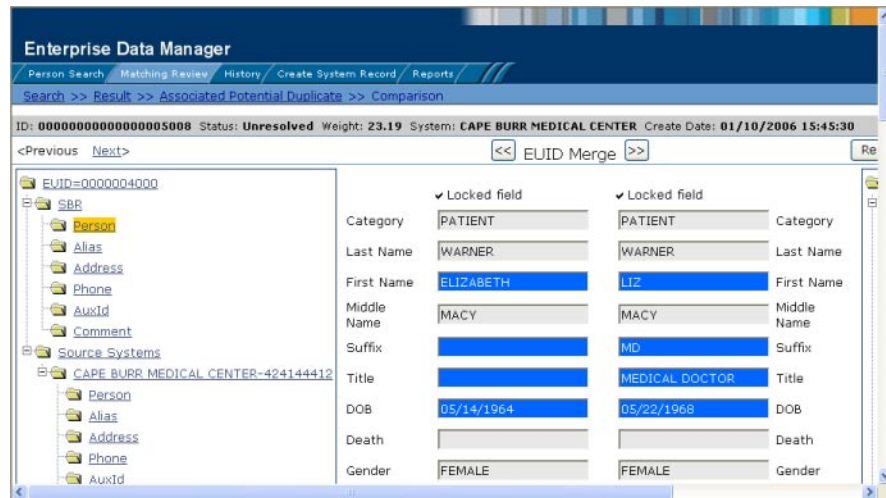 Enterprise Data Manager
Person Search / Matching Review / History / Create System Record / Reports /
Search >> Result >> Associated Potential Duplicate >> Comparison
ID: 00000000000000005008 Status: Unresolved Weight: 23.19 System: CAPE BURR MEDICAL CENTER Create Date: 01/10/2006 15:45:30
<Previous Next> << EUID Merge >> Re
EUID=0000004000
SBR
Person
Alias
Address
Phone
AuxId
Comment
Source Systems
CAPE BURR MEDICAL CENTER-424144412
Person
Alias
Address
Phone
AuxId
✔ Locked field ✔ Locked field
Category PATIENT PATIENT Category
Last Name WARNER WARNER Last Name
First Name ELIZABETH LIZ First Name
Middle Name MACY MACY Middle Name
Suffix MD Suffix
Title MEDICAL DOCTOR Title
DOB 05/14/1964 05/22/1968 DOB
Death Death
Gender FEMALE FEMALE Gender